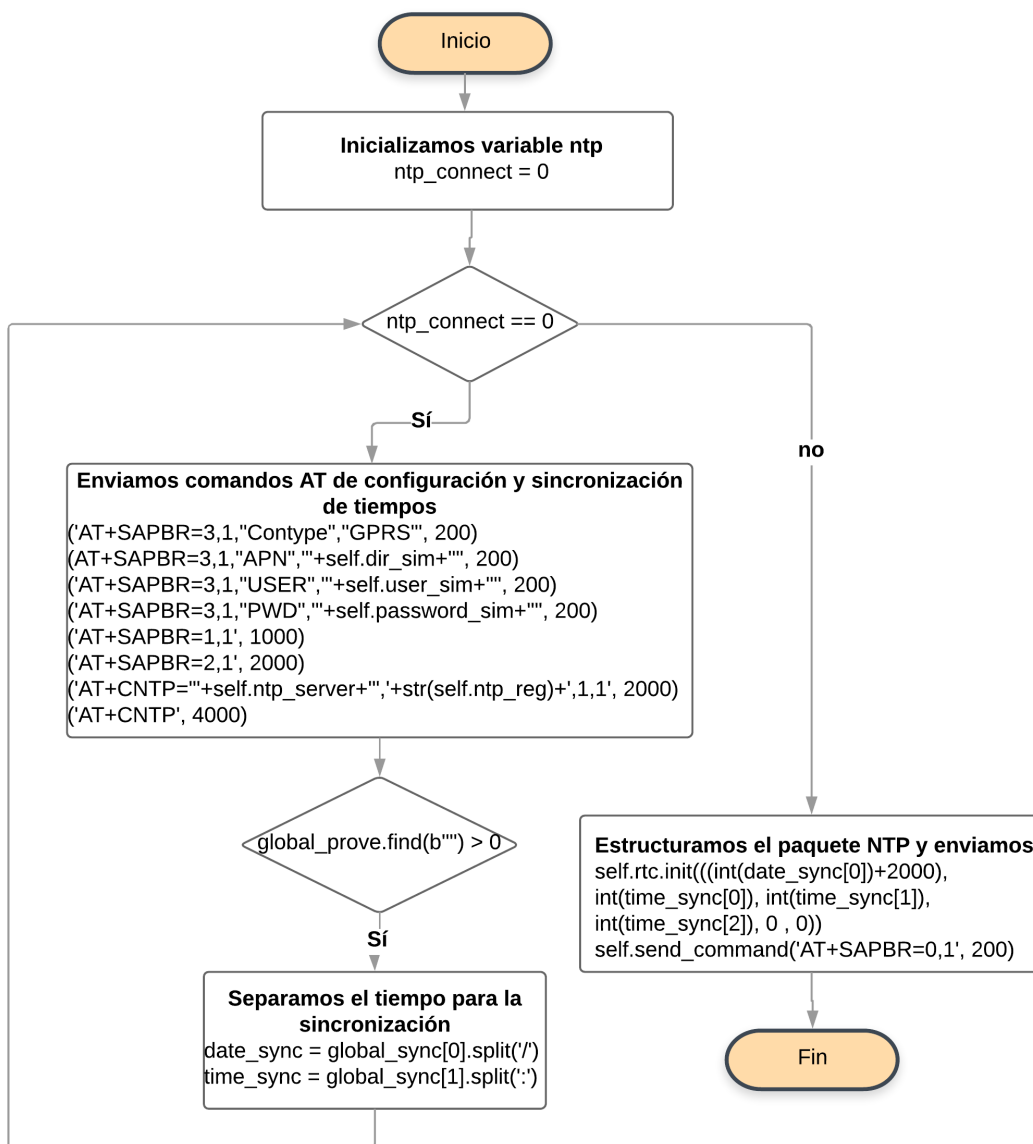 Inicio
Inicializamos variable ntp
ntp_connect = 0
ntp_connect == 0
Sí
no
Enviamos comandos AT de configuración y sincronización
de tiempos
('AT+SAPBR=3,1,"Contype","GPRS"', 200)
(AT+SAPBR=3,1,"APN","'+self.dir_sim+'"', 200)
('AT+SAPBR=3,1,"USER","'+self.user_sim+'"', 200)
('AT+SAPBR=3,1,"PWD","'+self.password_sim+'"', 200)
('AT+SAPBR=1,1', 1000)
('AT+SAPBR=2,1', 2000)
('AT+CNTP="'+self.ntp_server+'",'+str(self.ntp_reg)+',1,1', 2000)
('AT+CNTP', 4000)
global_prove.find(b"") > 0
Sí
Separamos el tiempo para la
sincronización
date_sync = global_sync[0].split('/')
time_sync = global_sync[1].split(':')
Estructuramos el paquete NTP y enviamos
self.rtc.init(((int(date_sync[0])+2000),
int(time_sync[0]), int(time_sync[1]),
int(time_sync[2]), 0 , 0))
self.send_command('AT+SAPBR=0,1', 200)
Fin